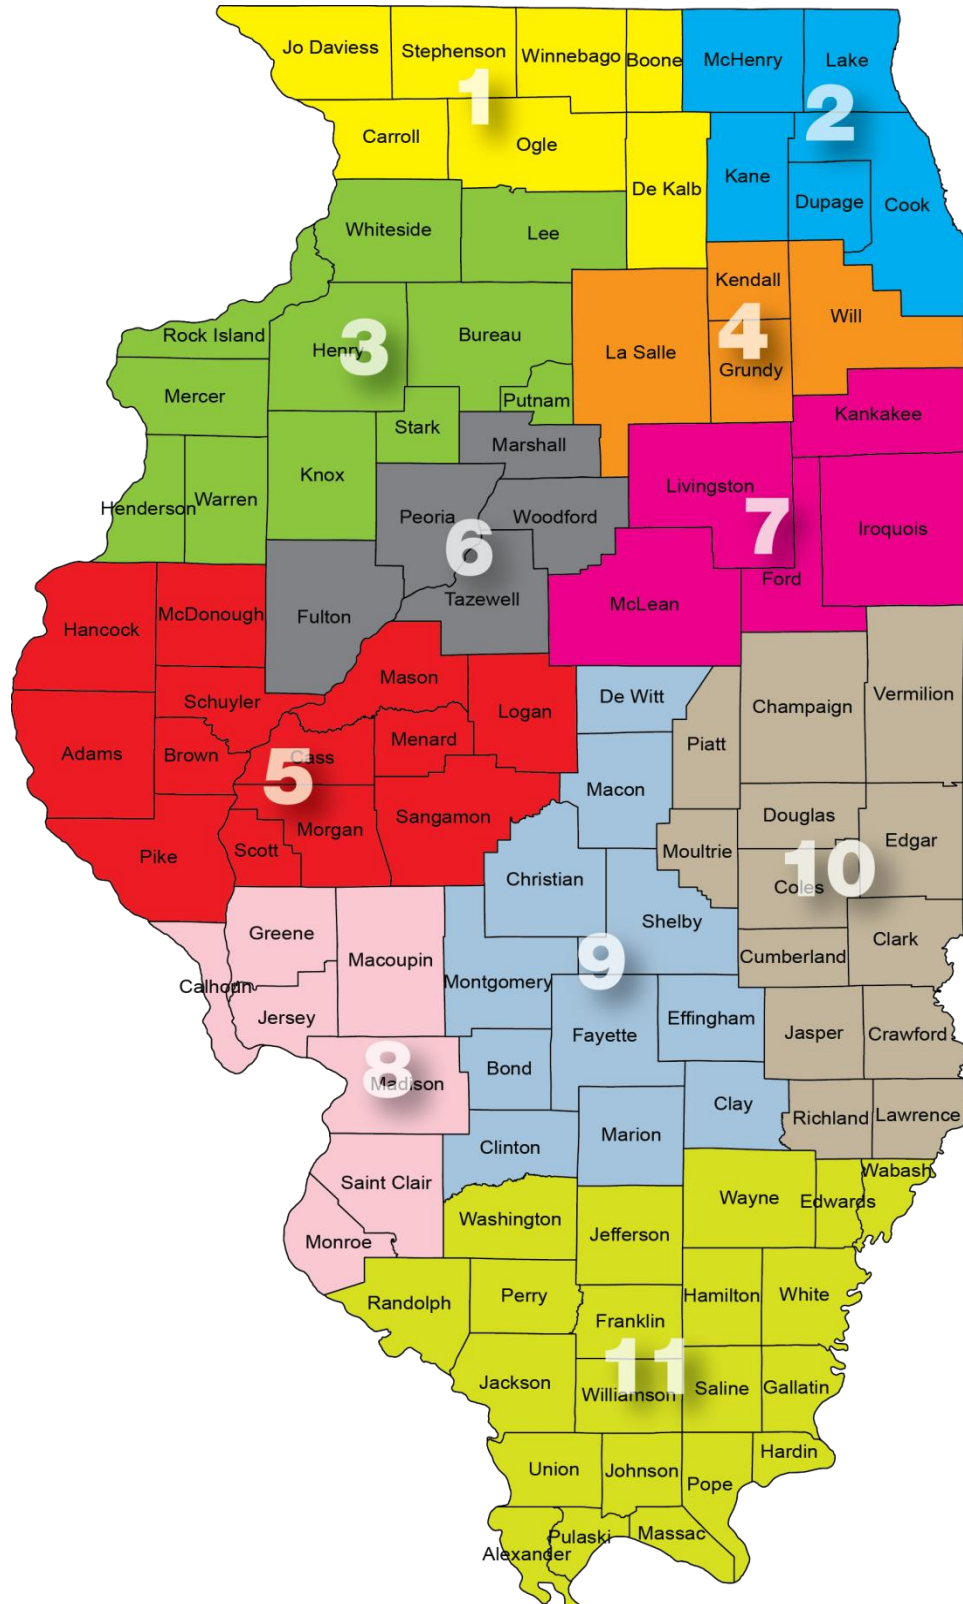 Jo Daviess
Stephenson
Winnebago
Boone
McHenry
Lake
1
2
Carroll
Ogle
De Kalb
Kane
Dupage
Cook
Whiteside
Lee
Kendall
Will
Rock Island
Henry
3
Bureau
La Salle
4
Grundy
Mercer
Putnam
Kankakee
Stark
Marshall
Knox
Livingston
Henderson
Warren
Peoria
Woodford
7
Iroquois
6
Ford
Tazewell
McLean
Hancock
McDonough
Fulton
Mason
Schuyler
Logan
De Witt
Champaign
Vermilion
Adams
Brown
Cass
Menard
Piatt
5
Macon
Sangamon
Douglas
Pike
Scott
Morgan
Moultrie
Edgar
Christian
Coles
10
Shelby
Greene
Macoupin
Clark
Cumberland
9
Calhoun
Montgomery
Jersey
Effingham
Jasper
Crawford
Fayette
Bond
8
Madison
Clay
Richland
Lawrence
Clinton
Marion
Saint Clair
Wabash
Wayne
Edwards
Washington
Jefferson
Monroe
Randolph
Perry
Hamilton
White
Franklin
11
Jackson
Williamson
Saline
Gallatin
Hardin
Union
Johnson
Pope
Pulaski
Massac
Alexander